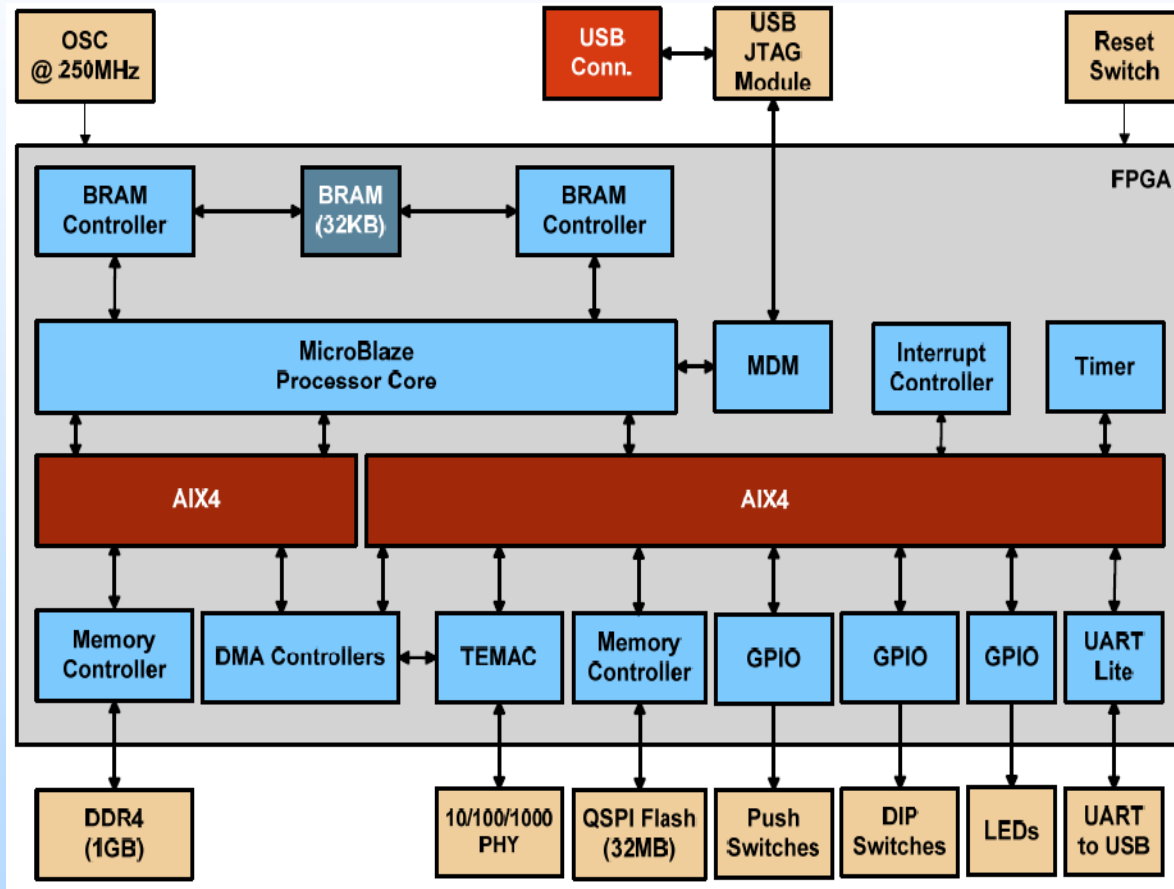 OSC
@ 250MHz
USB
Conn.
USB
JTAG
Module
Reset
Switch
FPGA
BRAM
Controller
BRAM
(32KB)
BRAM
Controller
MicroBlaze
Processor Core
MDM
Interrupt
Controller
Timer
AIX4
AIX4
Memory
Controller
DMA Controllers
TEMAC
Memory
Controller
GPIO
GPIO
GPIO
UART
Lite
DDR4
(1GB)
10/100/1000
PHY
QSPI Flash
(32MB)
Push
Switches
DIP
Switches
LEDs
UART
to USB